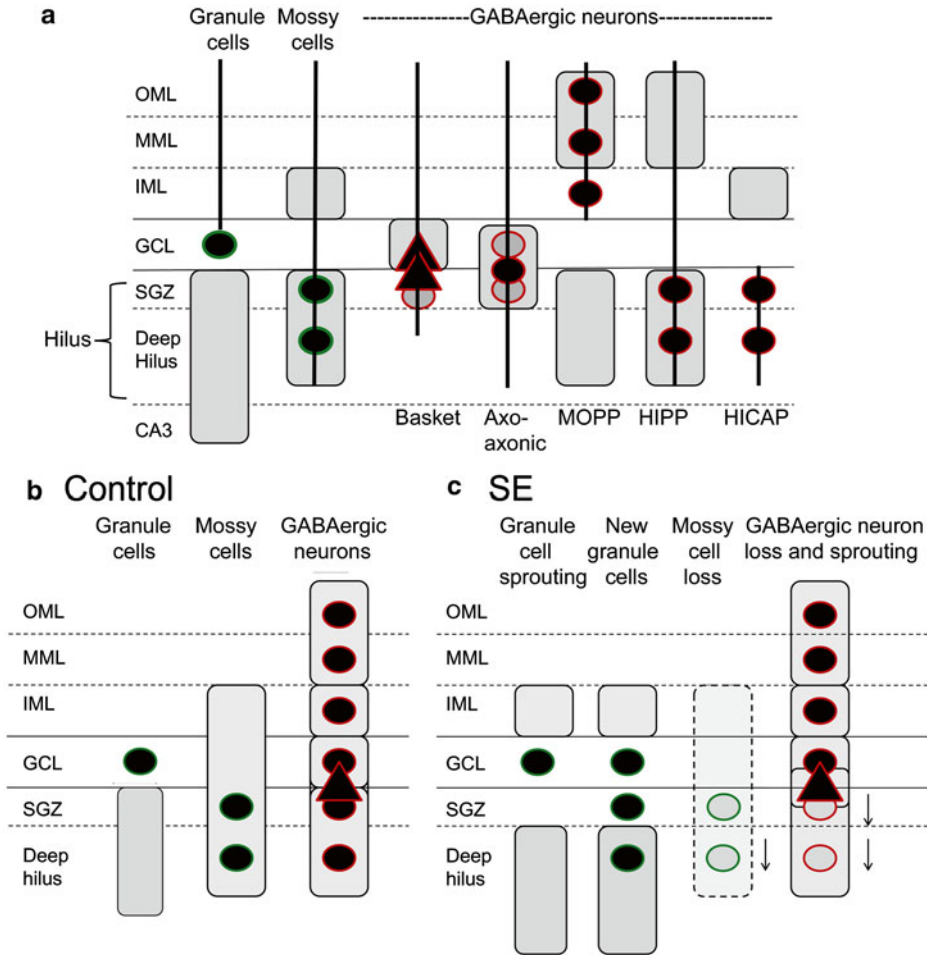 a
Granule cells
Mossy cells
---------------GABAergic neurons---------------
OML
MML
IML
GCL
SGZ
Hilus
Deep Hilus
CA3
Basket
Axo-axonic
MOPP
HIPP
HICAP
b Control
Granule cells
Mossy cells
GABAergic neurons
OML
MML
IML
GCL
SGZ
Deep hilus
c SE
Granule cell sprouting
New granule cells
Mossy cell loss
GABAergic neuron loss and sprouting
OML
MML
IML
GCL
SGZ
Deep hilus